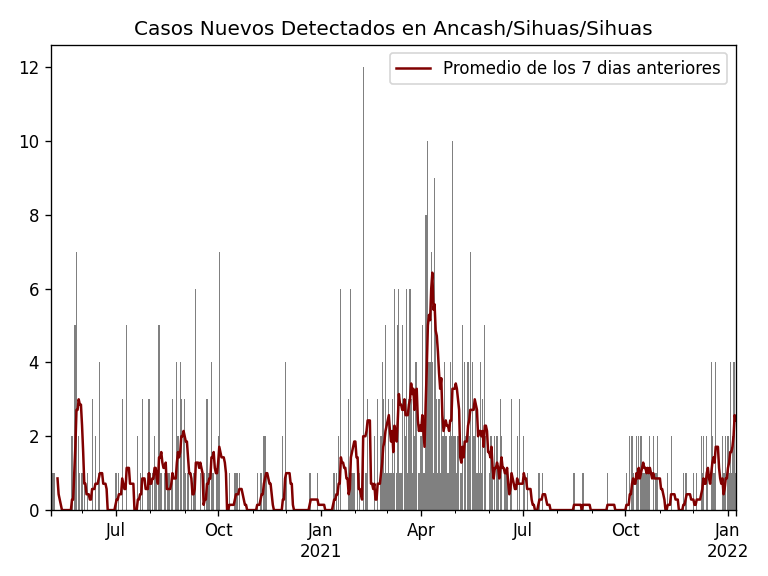 Casos Nuevos Detectados en Ancash/Sihuas/Sihuas
Promedio de los 7 dias anteriores
12
10
8
6
4
2
0
Jul Oct Jan Apr Jul Oct Jan
2021 2022